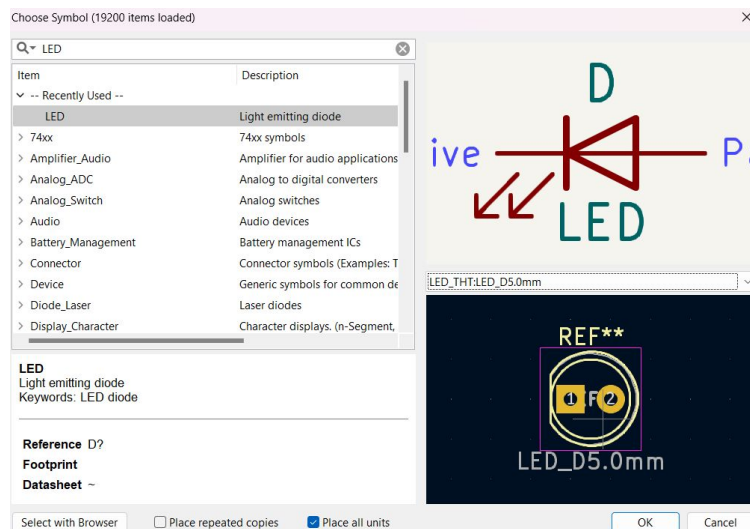 Choose Symbol (19200 items loaded)
LED
Item Description
-- Recently Used --
LED Light emitting diode
74xx 74xx symbols
Amplifier_Audio Amplifier for audio applications
Analog_ADC Analog to digital converters
Analog_Switch Analog switches
Audio Audio devices
Battery_Management Battery management ICs
Connector Connector symbols (Examples: T
Device Generic symbols for common de
Diode_Laser Laser diodes
Display_Character Character displays. (n-Segment,
LED
Light emitting diode
Keywords: LED diode
Reference D?
Footprint
Datasheet ~
Select with Browser
Place repeated copies
Place all units
D
ive
Pa
LED
LED_THT:LED_D5.0mm
REF**
1
2
LED_D5.0mm
OK
Cancel